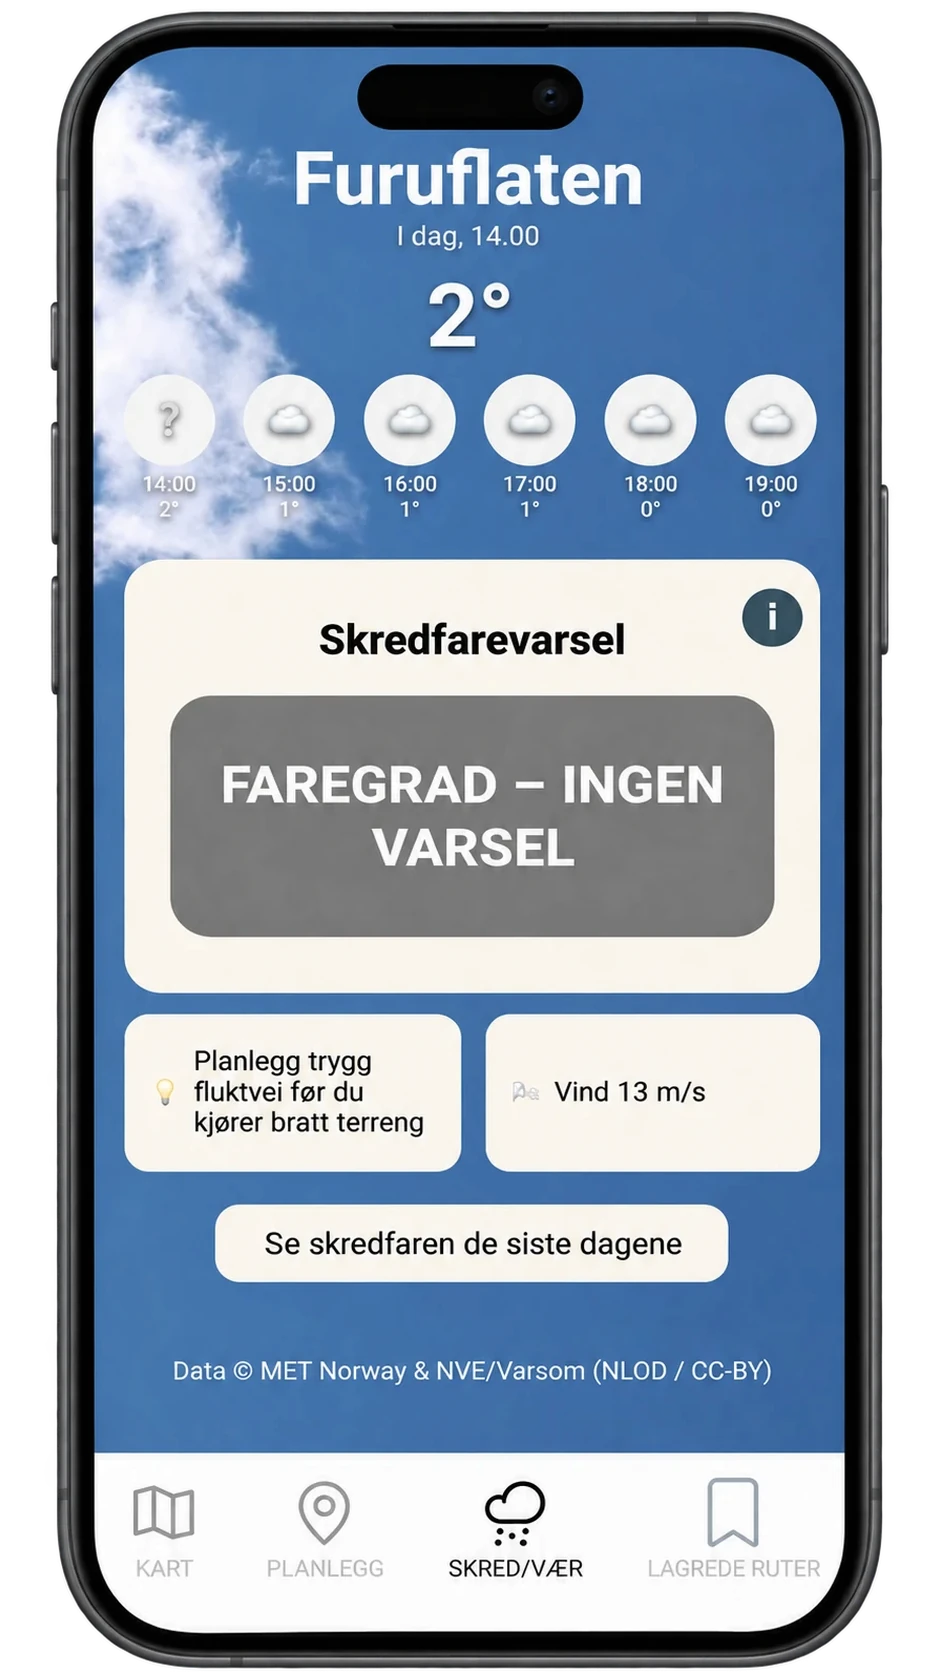 Furuflaten
I dag, 14.00
2°
?
14:00 15:00 16:00 17:00 18:00 19:00
2° 1° 1° 1° 0° 0°
i
Skredfarevarsel
FAREGRAD – INGEN
VARSEL
Planlegg trygg
fluktvei før du
kjører bratt terreng
Vind 13 m/s
Se skredfaren de siste dagene
Data © MET Norway & NVE/Varsom (NLOD / CC-BY)
KART PLANLEGG SKRED/VÆR LAGREDE RUTER